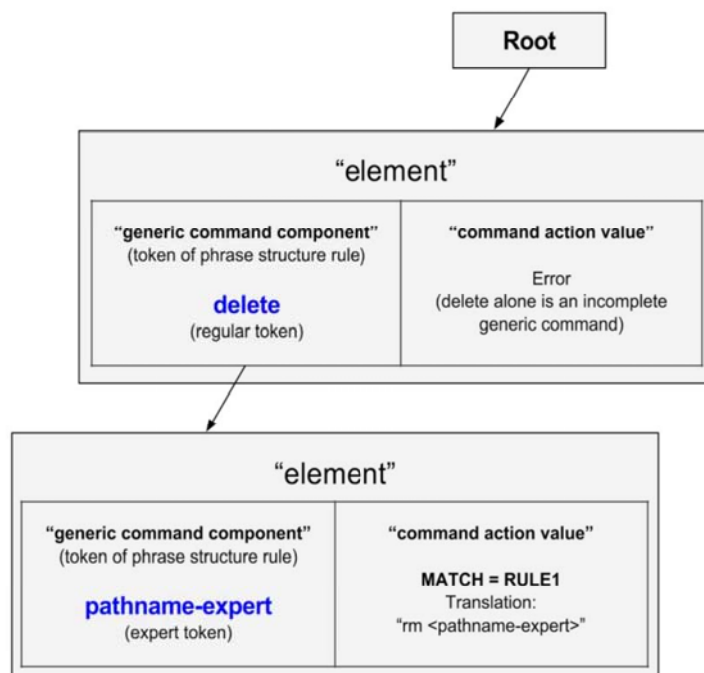 Root
“element”
“generic command component”
(token of phrase structure rule)
delete
(regular token)
“command action value”
Error
(delete alone is an incomplete
generic command)
“element”
“generic command component”
(token of phrase structure rule)
pathname-expert
(expert token)
“command action value”
MATCH = RULE1
Translation:
“rm <pathname-expert>”